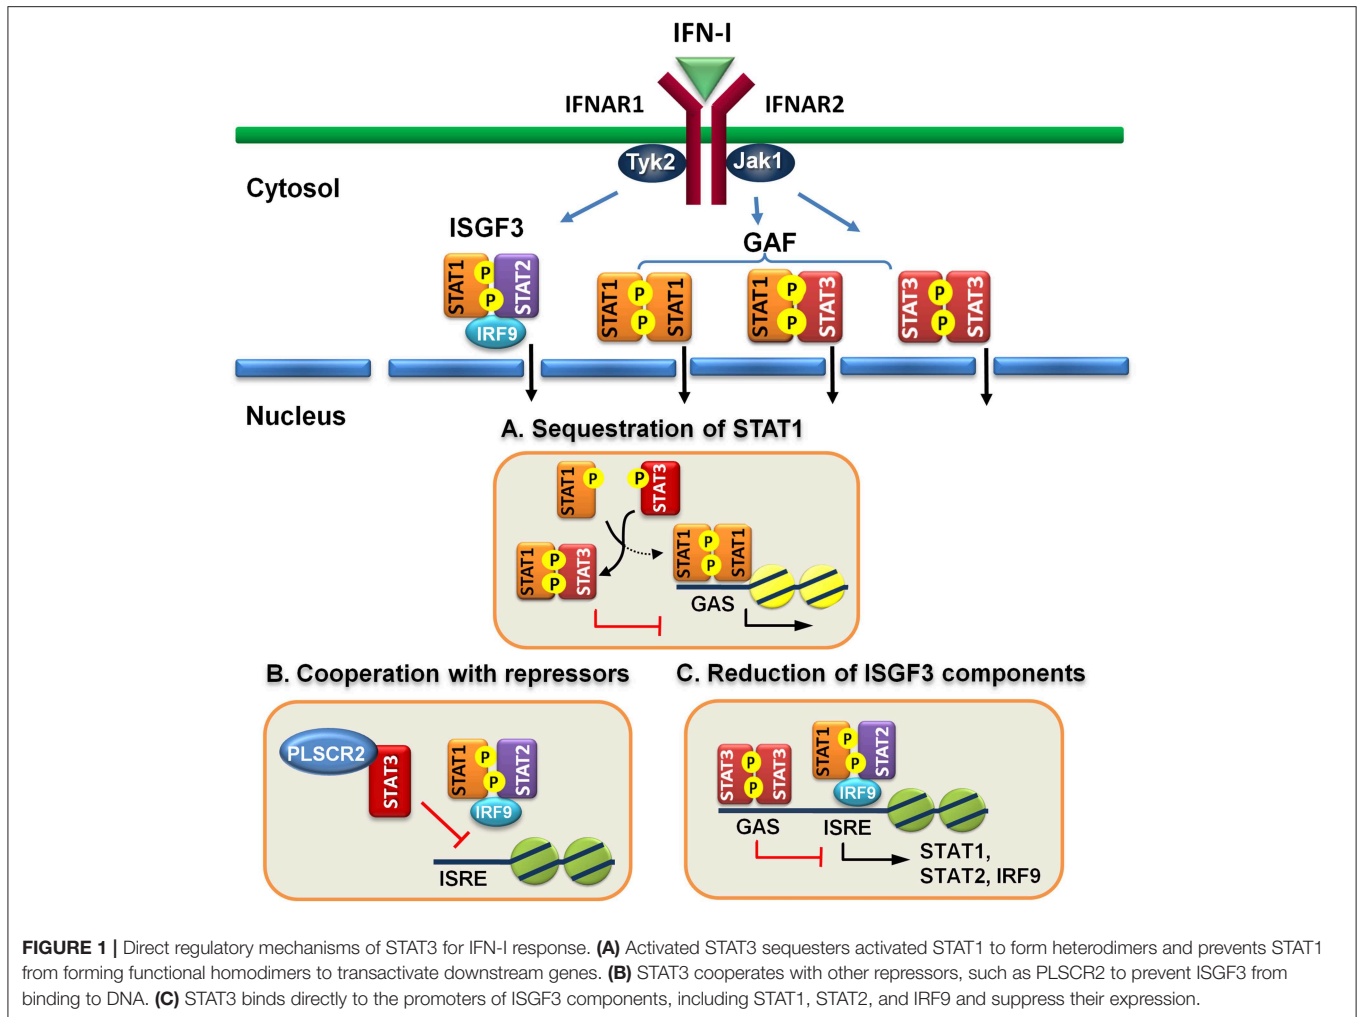 IFN-I
IFNAR1
IFNAR2
Tyk2
Jak1
Cytosol
ISGF3
GAF
STAT1
P
P
STAT2
IRF9
STAT1
P
P
STAT1
STAT1
P
P
STAT3
STAT3
P
P
STAT3
Nucleus
A. Sequestration of STAT1
STAT1
P
P
STAT3
STAT1
P
P
STAT3
STAT1
P
P
STAT1
GAS
B. Cooperation with repressors
PLSCR2
STAT3
STAT1
P
P
STAT2
IRF9
ISRE
C. Reduction of ISGF3 components
STAT3
P
P
STAT3
STAT1
P
P
STAT2
IRF9
GAS
ISRE
STAT1,
STAT2, IRF9
FIGURE 1 | Direct regulatory mechanisms of STAT3 for IFN-I response. (A) Activated STAT3 sequesters activated STAT1 to form heterodimers and prevents STAT1
from forming functional homodimers to transactivate downstream genes. (B) STAT3 cooperates with other repressors, such as PLSCR2 to prevent ISGF3 from
binding to DNA. (C) STAT3 binds directly to the promoters of ISGF3 components, including STAT1, STAT2, and IRF9 and suppress their expression.